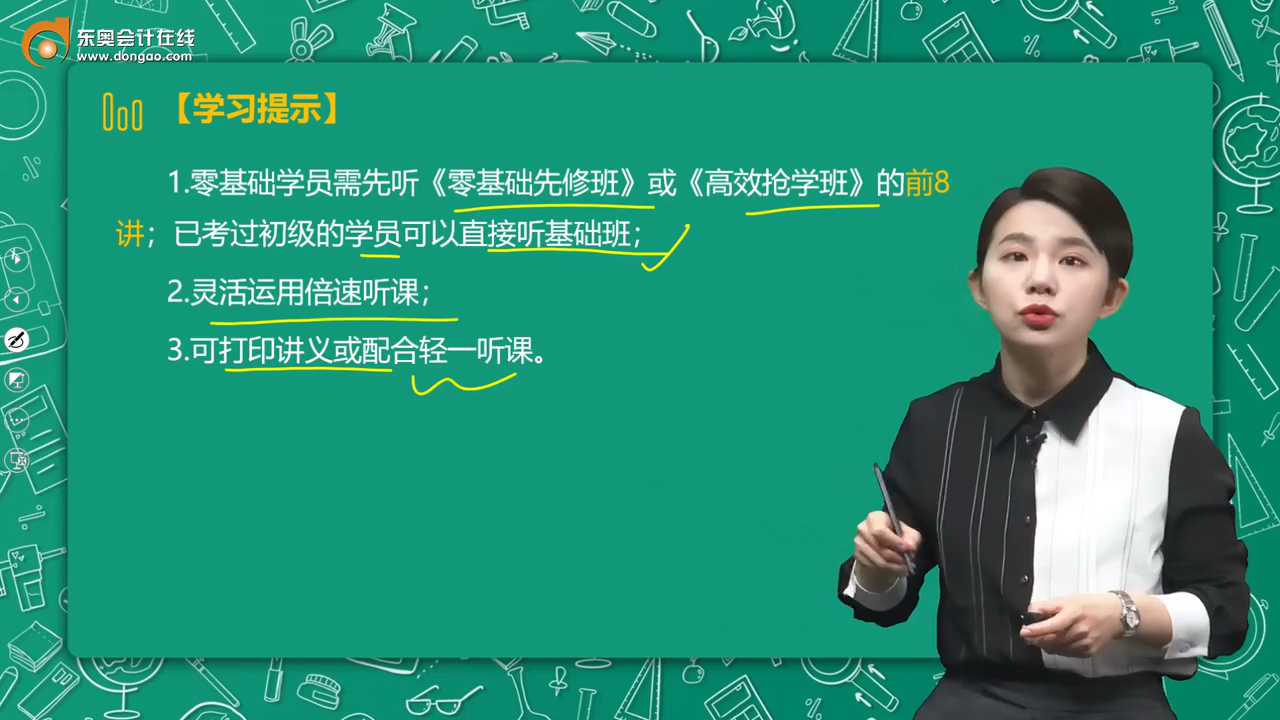 东奥会计在线
www.dongao.com
【学习提示】
1.零基础学员需先听《零基础先修班》或《高效抢学班》的前8
讲；已考过初级的学员可以直接听基础班；
2.灵活运用倍速听课；
3.可打印讲义或配合轻一听课。